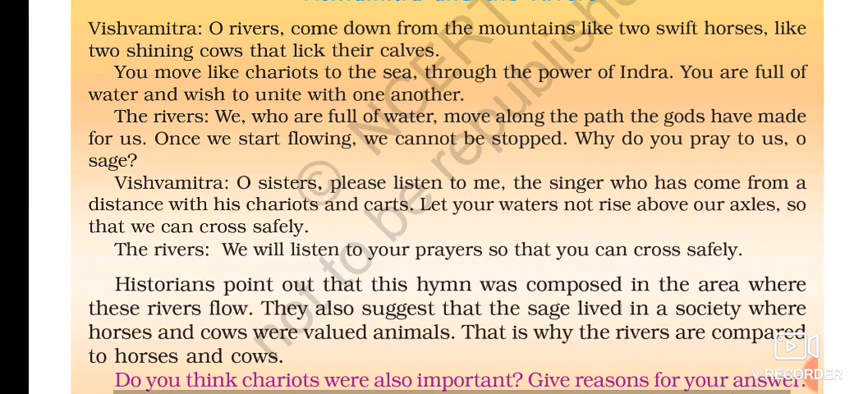 Vishvamitra: O rivers, come down from the mountains like two swift horses, like
two shining cows that lick their calves.
You move like chariots to the sea, through the power of Indra. You are full of
water and wish to unite with one another.
The rivers: We, who are full of water, move along the path the gods have made
for us. Once we start flowing, we cannot be stopped. Why do you pray to us, o
sage?
Vishvamitra: O sisters, please listen to me, the singer who has come from a
distance with his chariots and carts. Let your waters not rise above our axles, so
that we can cross safely.
The rivers: We will listen to your prayers so that you can cross safely.
Historians point out that this hymn was composed in the area where
these rivers flow. They also suggest that the sage lived in a society where
horses and cows were valued animals. That is why the rivers are compared
to horses and cows.
Do you think chariots were also important? Give reasons for your answer.
© NCERT
not to be republished
V RECORDER